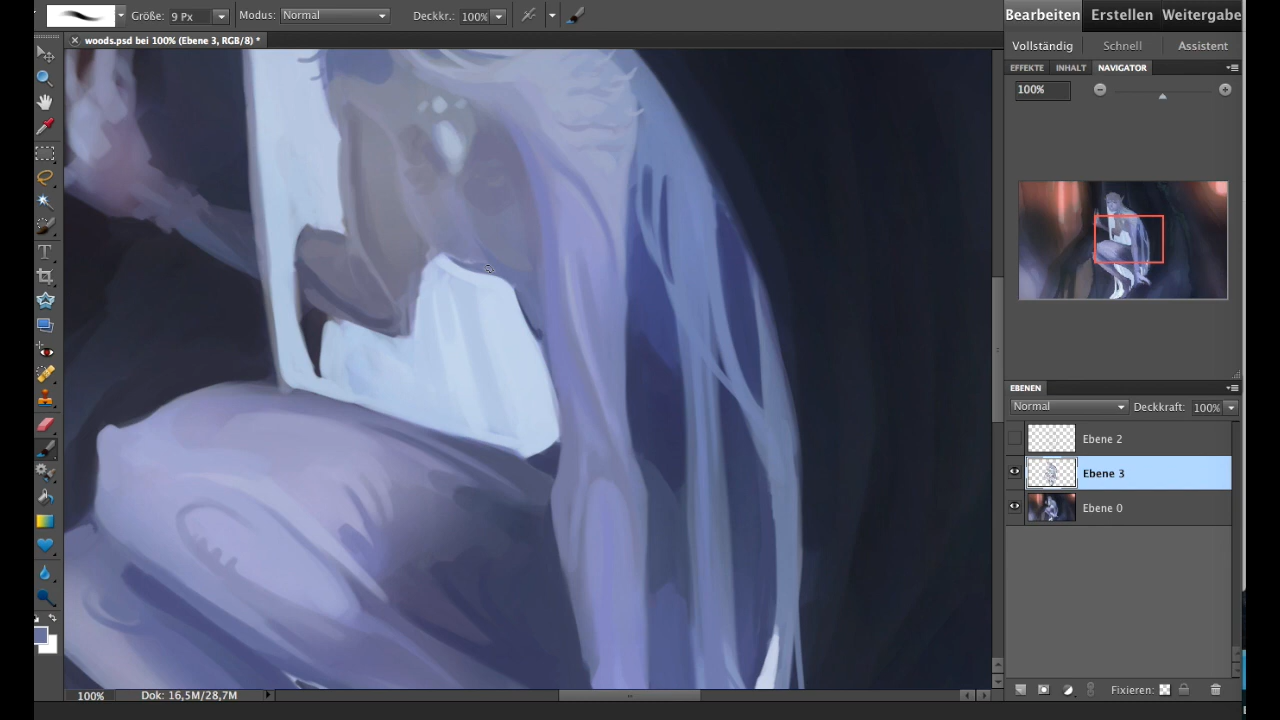 Größe: 9 Px Modus: Normal Deckkr.: 100%
Bearbeiten Erstellen Weitergabe
woods.psd bei 100% (Ebene 3, RGB/8) *
Vollständig Schnell Assistent
EFFEKTE INHALT NAVIGATOR
100%
EBENEN
Normal Deckkraft: 100%
Ebene 2
Ebene 3
Ebene 0
100% Dok: 16,5M/28,7M
Fixieren: